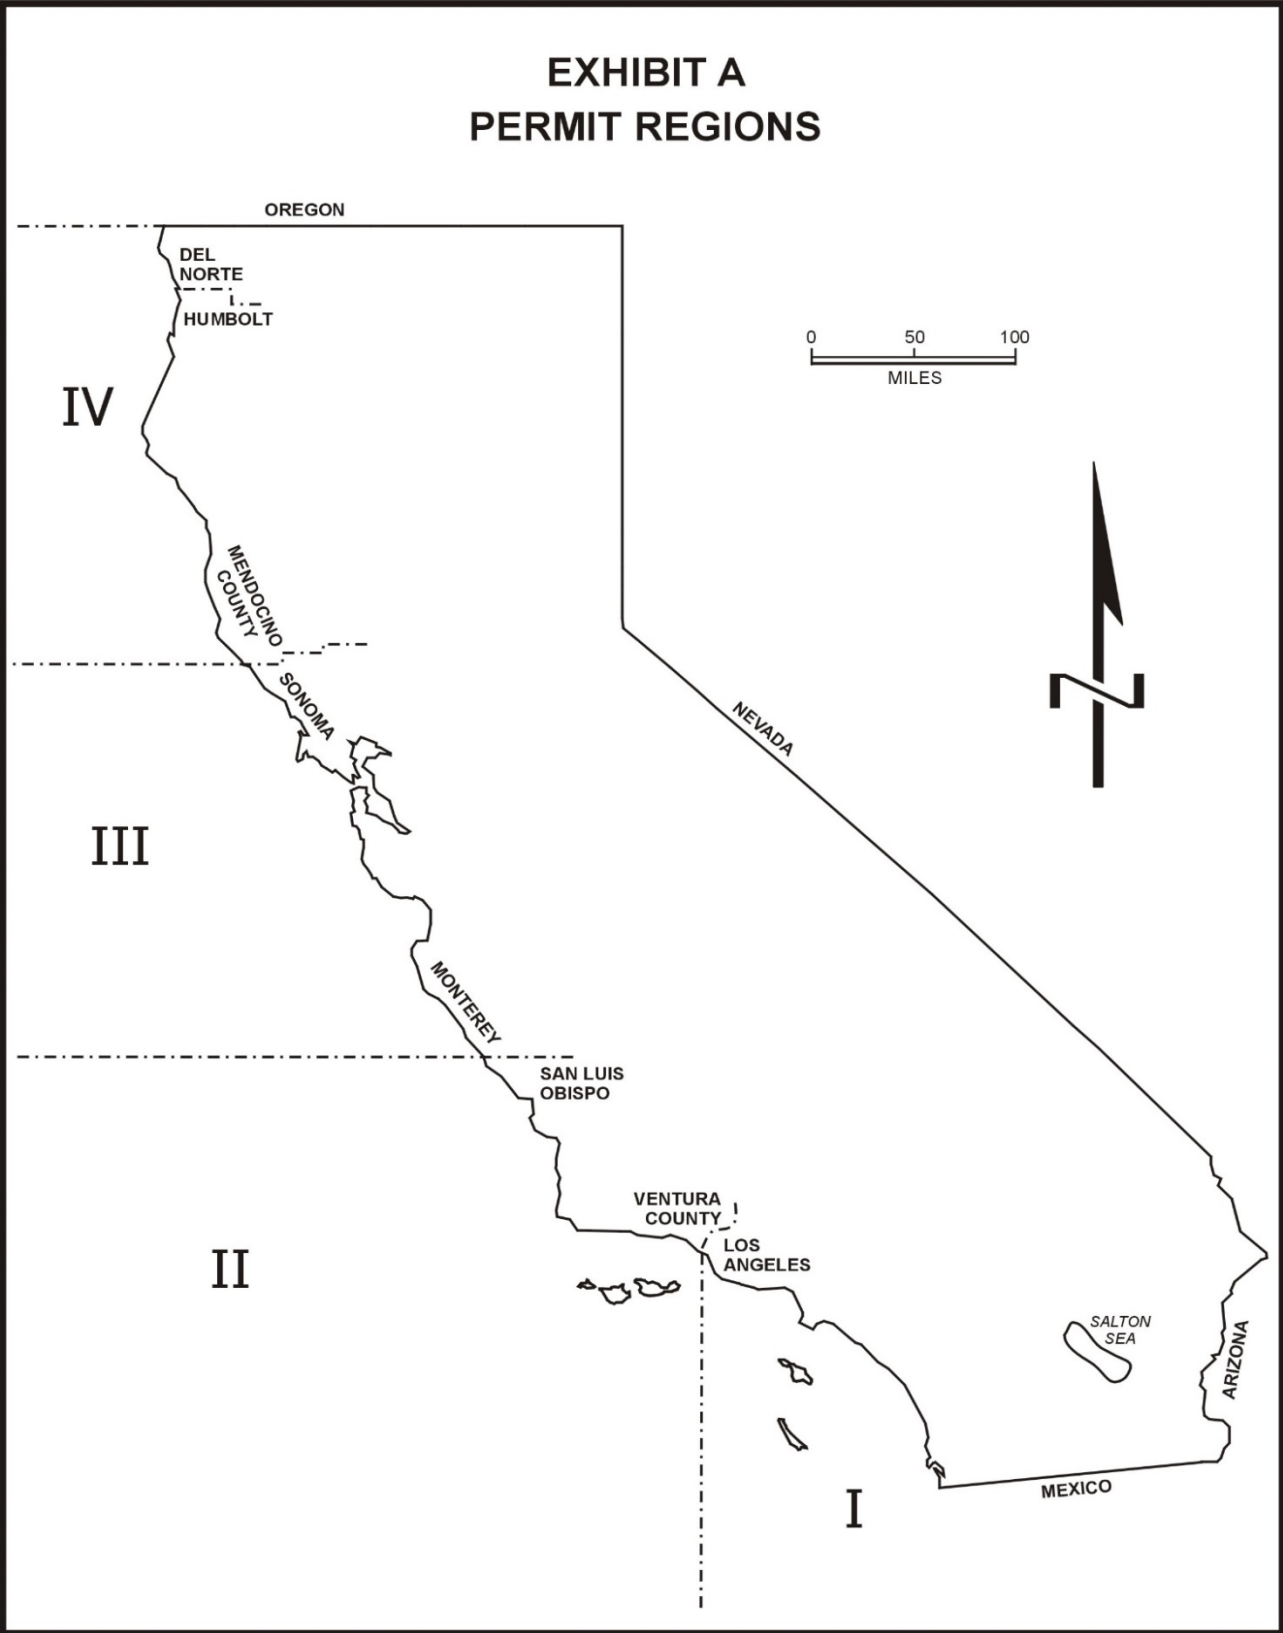 EXHIBIT A
PERMIT REGIONS
OREGON
DEL
NORTE
HUMBOLT
0 50 100
MILES
IV
MENDOCINO
COUNTY
SONOMA
NEVADA
III
MONTEREY
SAN LUIS
OBISPO
VENTURA
COUNTY
LOS
ANGELES
II
SALTON
SEA
ARIZONA
MEXICO
I